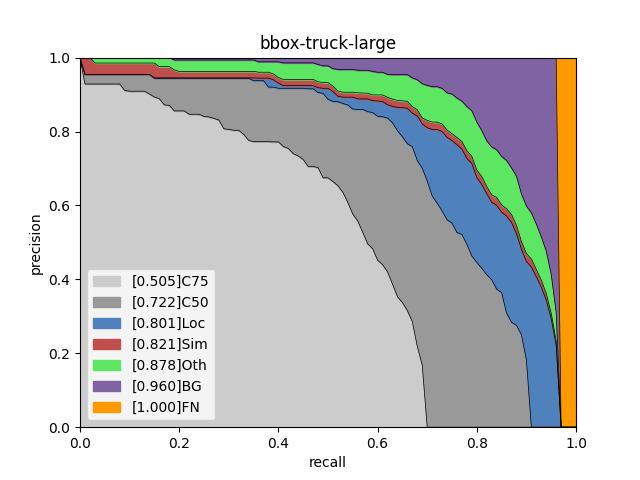 bbox-truck-large
precision
1.0
0.8
0.6
0.4
0.2
0.0
[0.505]C75
[0.722]C50
[0.801]Loc
[0.821]Sim
[0.878]Oth
[0.960]BG
[1.000]FN
0.0 0.2 0.4 0.6 0.8 1.0
recall